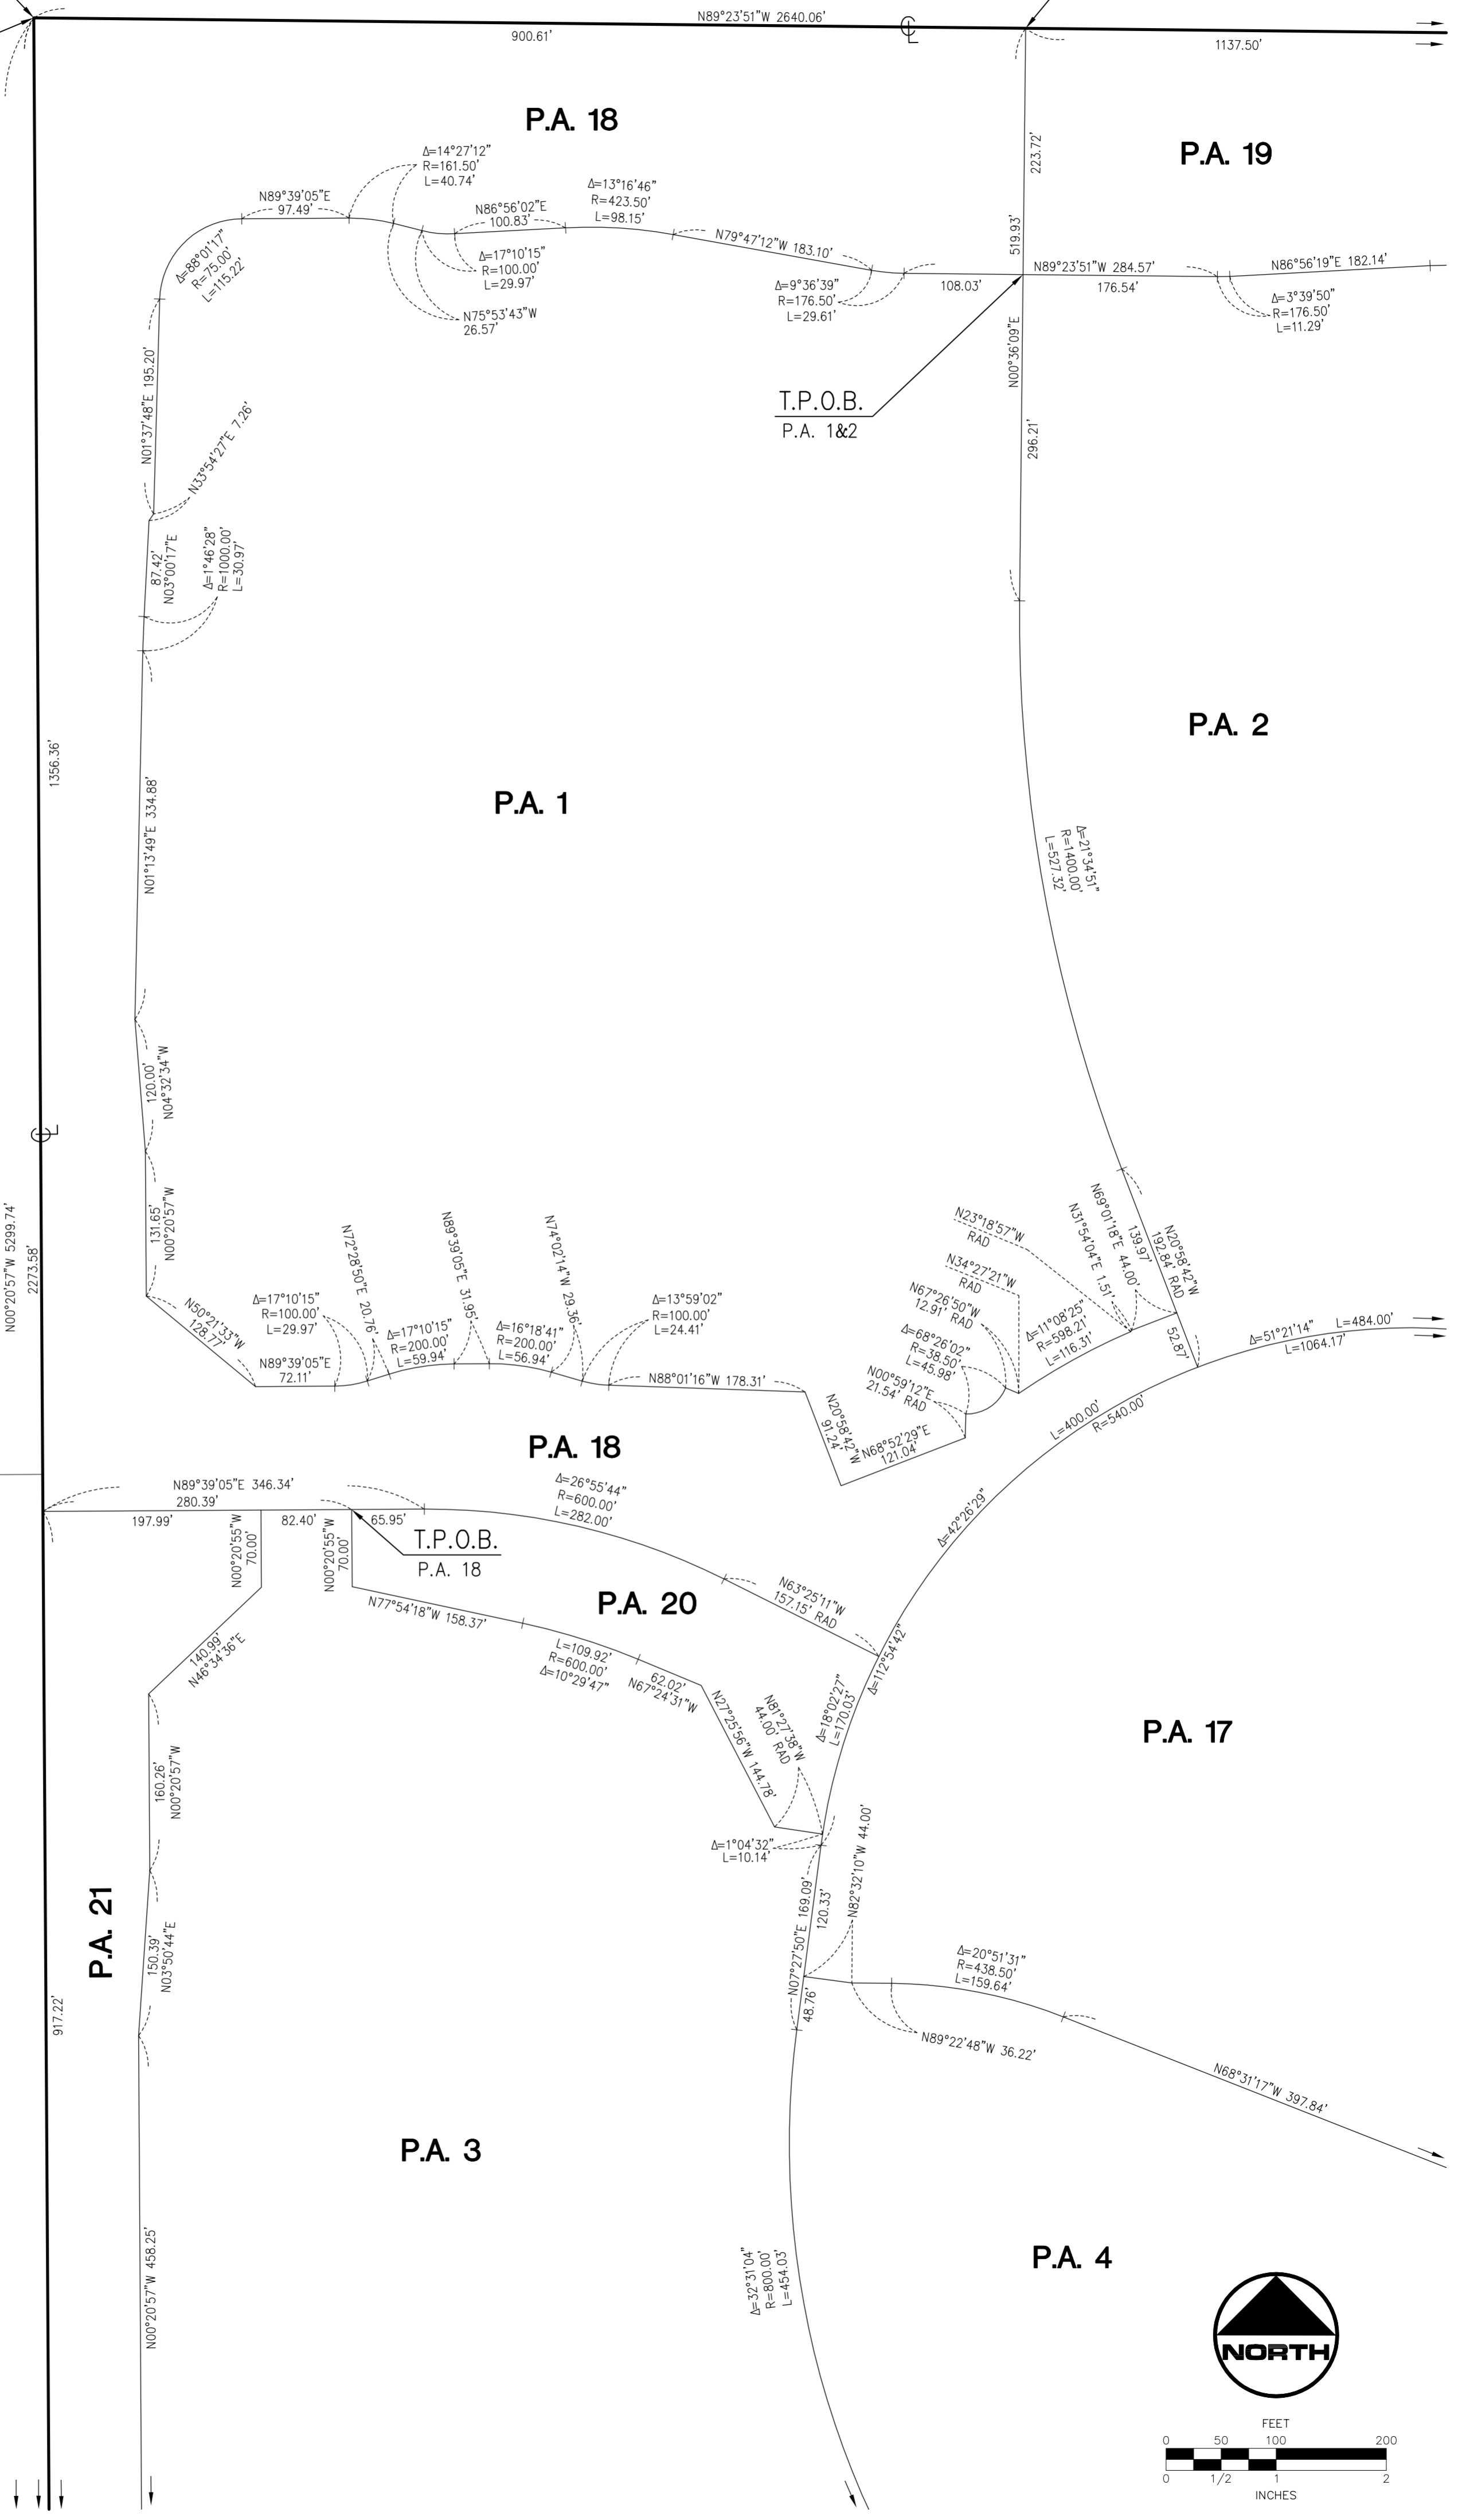 N89°23'51"W 2640.06'
900.61'
1137.50'
P.A. 18
P.A. 19
223.72'
519.93'
Δ=14°27'12"
R=161.50'
L=40.74'
N89°39'05"E
97.49'
N86°56'02"E
100.83'
Δ=13°16'46"
R=423.50'
L=98.15'
N79°47'12"W 183.10'
Δ=88°01'17"
R=75.00'
L=115.22'
Δ=17°10'15"
R=100.00'
L=29.97'
N75°53'43"W
26.57'
Δ=9°36'39"
R=176.50'
L=29.61'
108.03'
N89°23'51"W 284.57'
176.54'
N86°56'19"E 182.14'
Δ=3°39'50"
R=176.50'
L=11.29'
T.P.O.B.
P.A. 1&2
N00°36'09"E
296.21'
N01°37'48"E 195.20'
N33°54'27"E 7.26'
87.42'
N03°00'17"E
Δ=1°46'28"
R=1000.00'
L=30.97'
P.A. 2
1356.36'
P.A. 1
N01°13'49"E 334.88'
Δ=21°34'51"
R=1400.00'
L=527.32'
120.00'
N04°32'34"W
℄
N00°20'57"W 5299.74'
2273.58'
131.65'
N00°20'57"W
N50°21'33"W
128.77'
Δ=17°10'15"
R=100.00'
L=29.97'
N89°39'05"E
72.11'
N72°28'50"E 20.76'
Δ=17°10'15"
R=200.00'
L=59.94'
N89°39'05"E 31.95'
Δ=16°18'41"
R=200.00'
L=56.94'
N74°02'14"W 29.36'
Δ=13°59'02"
R=100.00'
L=24.41'
N88°01'16"W 178.31'
N20°58'42"W
91.24'
N68°52'29"E
121.04'
N00°59'12"E
21.54' RAD
Δ=68°26'02"
R=38.50'
L=45.98'
N67°26'50"W
12.91' RAD
N34°27'21"W
RAD
N23°18'57"W
RAD
Δ=11°08'25"
R=598.21'
L=116.31'
N31°54'04"E 1.51'
N69°01'18"E 44.00'
139.97'
N20°58'42"W
192.84' RAD
52.87'
Δ=51°21'14"
L=484.00'
L=1064.17'
L=400.00'
R=540.00'
Δ=42°26'29"
P.A. 18
N89°39'05"E 346.34'
280.39'
197.99'
82.40'
65.95'
N00°20'55"W
70.00'
N00°20'55"W
70.00'
T.P.O.B.
P.A. 18
Δ=26°55'44"
R=600.00'
L=282.00'
N63°25'11"W
157.15' RAD
P.A. 20
N77°54'18"W 158.37'
L=109.92'
R=600.00'
Δ=10°29'47"
62.02'
N67°24'31"W
140.99'
N46°34'36"E
N27°25'56"W 144.78'
N81°27'38"W
44.00' RAD
Δ=18°02'27"
L=170.03'
Δ=112°54'42"
P.A. 17
160.26'
N00°20'57"W
Δ=1°04'32"
L=10.14'
P.A. 21
150.39'
N03°50'44"E
N07°27'50"E 169.09'
120.33'
N82°32'10"W 44.00'
48.76'
Δ=20°51'31"
R=438.50'
L=159.64'
N89°22'48"W 36.22'
N68°31'17"W 397.84'
917.22'
P.A. 3
N00°20'57"W 458.25'
Δ=32°31'04"
R=800.00'
L=454.03'
P.A. 4
NORTH
FEET
0 50 100 200
0 1/2 1 2
INCHES